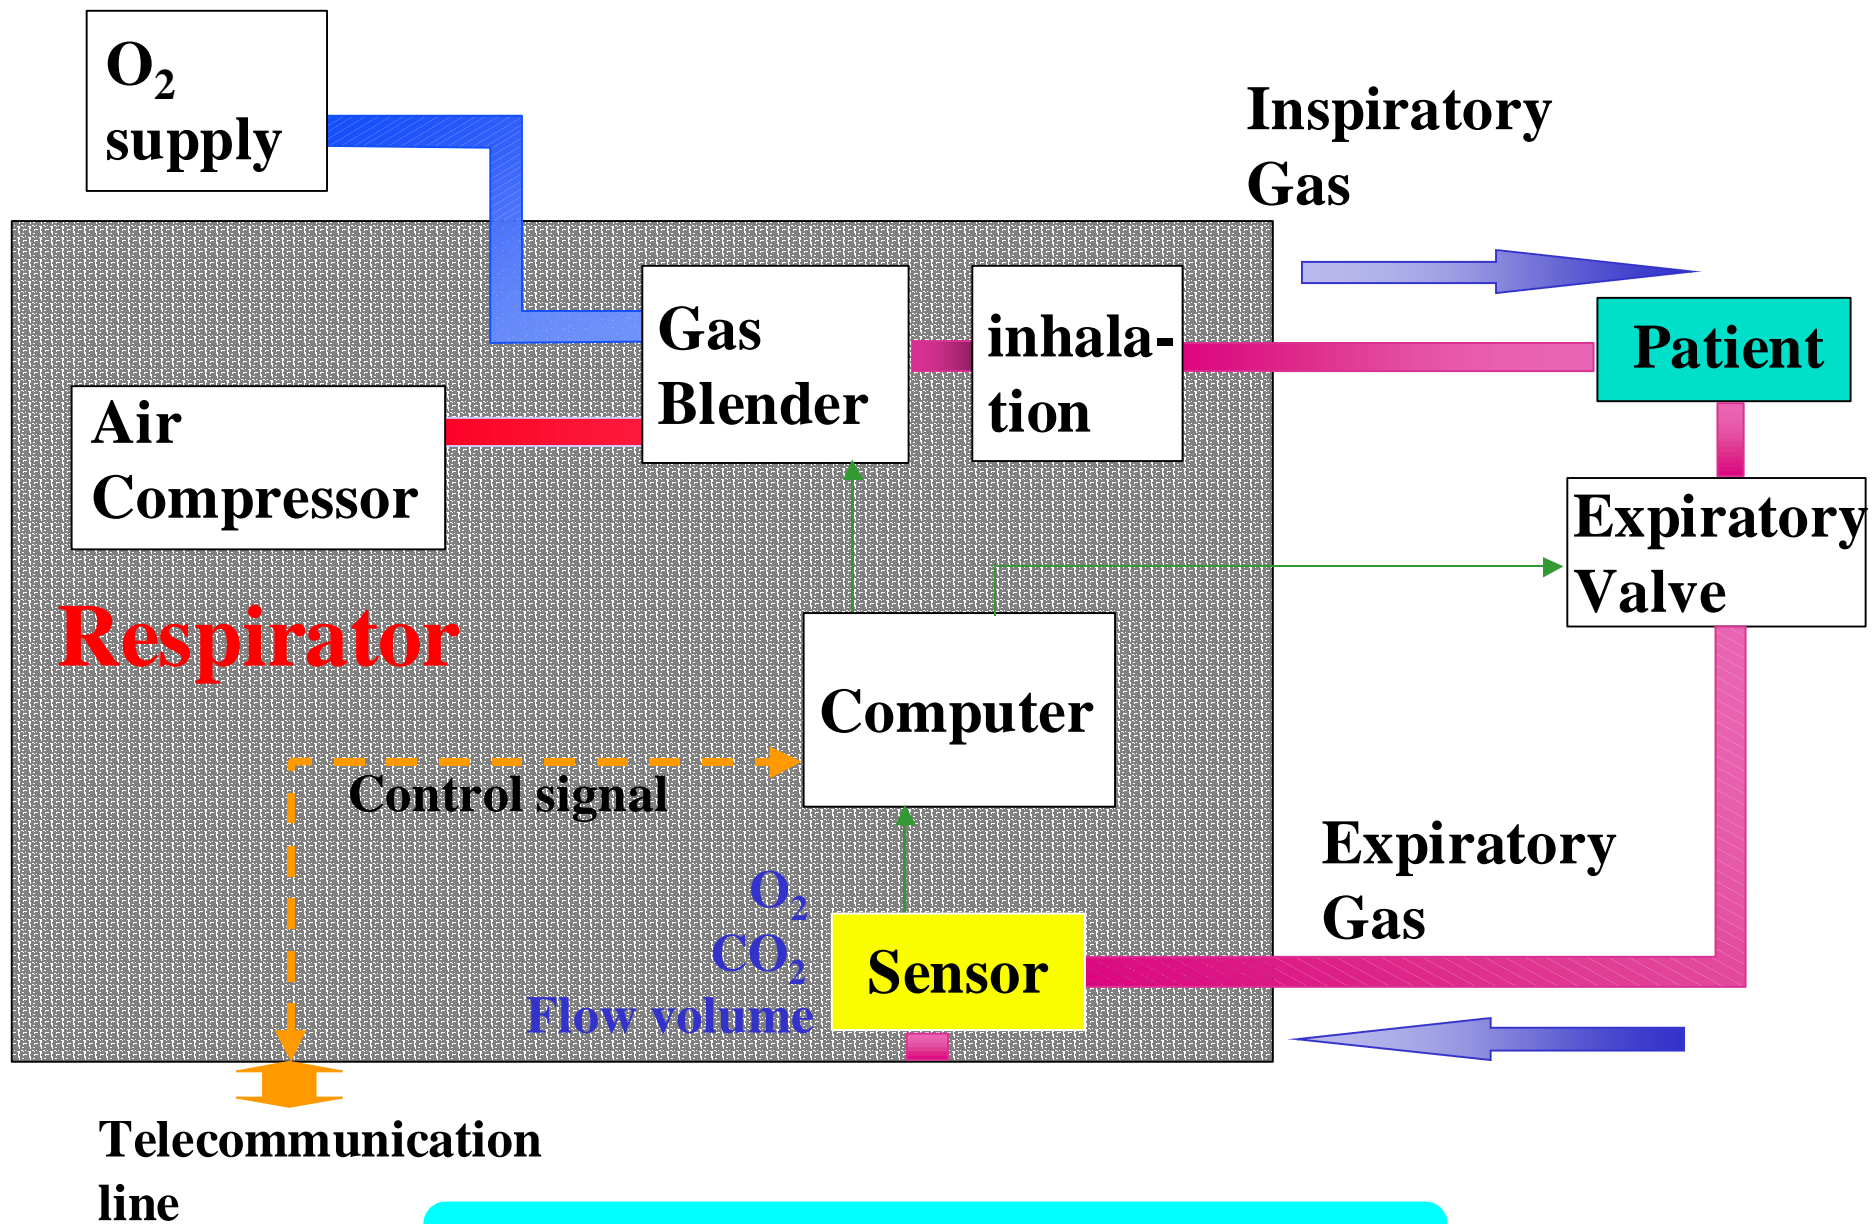 O₂
supply
Inspiratory
Gas
Gas
Blender
inhala-
tion
Patient
Air
Compressor
Expiratory
Valve
Respirator
Computer
Control signal
Expiratory
Gas
O₂
CO₂
Flow volume
Sensor
Telecommunication
line